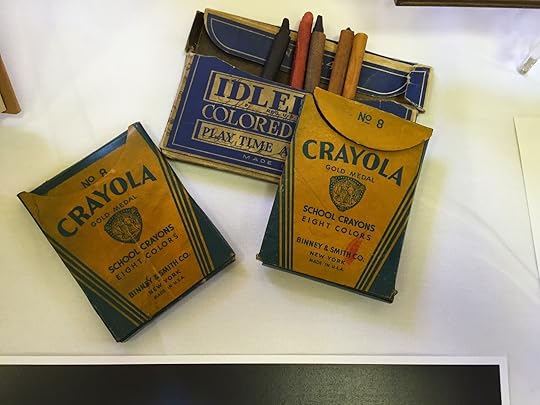 COLORED
PLAY TIME
MADE
No 8
CRAYOLA
GOLD MEDAL
SCHOOL CRAYONS
EIGHT COLORS
BINNEY & SMITH CO.
NEW YORK
MADE IN U.S.A.
No 8
CRAYOLA
GOLD MEDAL
SCHOOL CRAYONS
EIGHT COLORS
BINNEY & SMITH CO.
NEW YORK
MADE IN U.S.A.